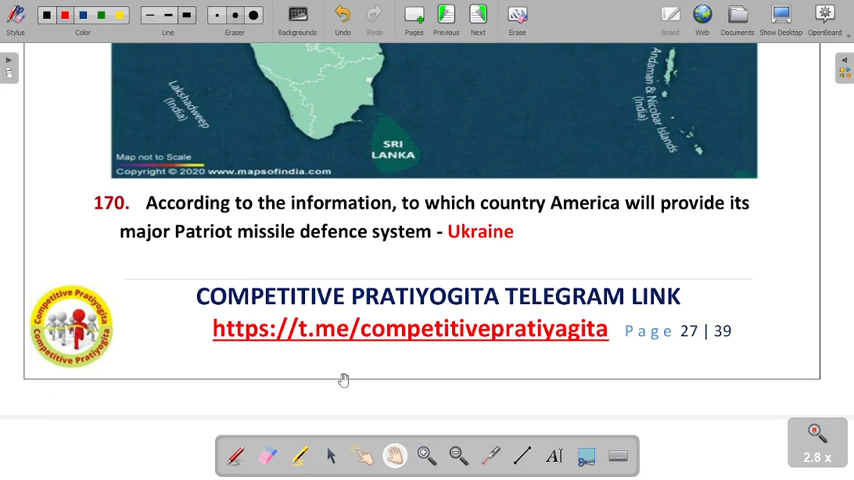 Stylus
Color
Line
Eraser
Backgrounds
Undo
Redo
Pages
Previous
Next
Erase
Board
Web
Documents
Show Desktop
OpenBoard
Lakshadweep
(India)
Andaman & Nicobar Islands
(India)
SRI
LANKA
Map not to Scale
Copyright © 2020 www.mapsofindia.com
170. According to the information, to which country America will provide its
major Patriot missile defence system - Ukraine
Competitive Pratiyogita
Competitive Pratiyogita
COMPETITIVE PRATIYOGITA TELEGRAM LINK
https://t.me/competitivepratiyagita Page 27 | 39
2.8 x